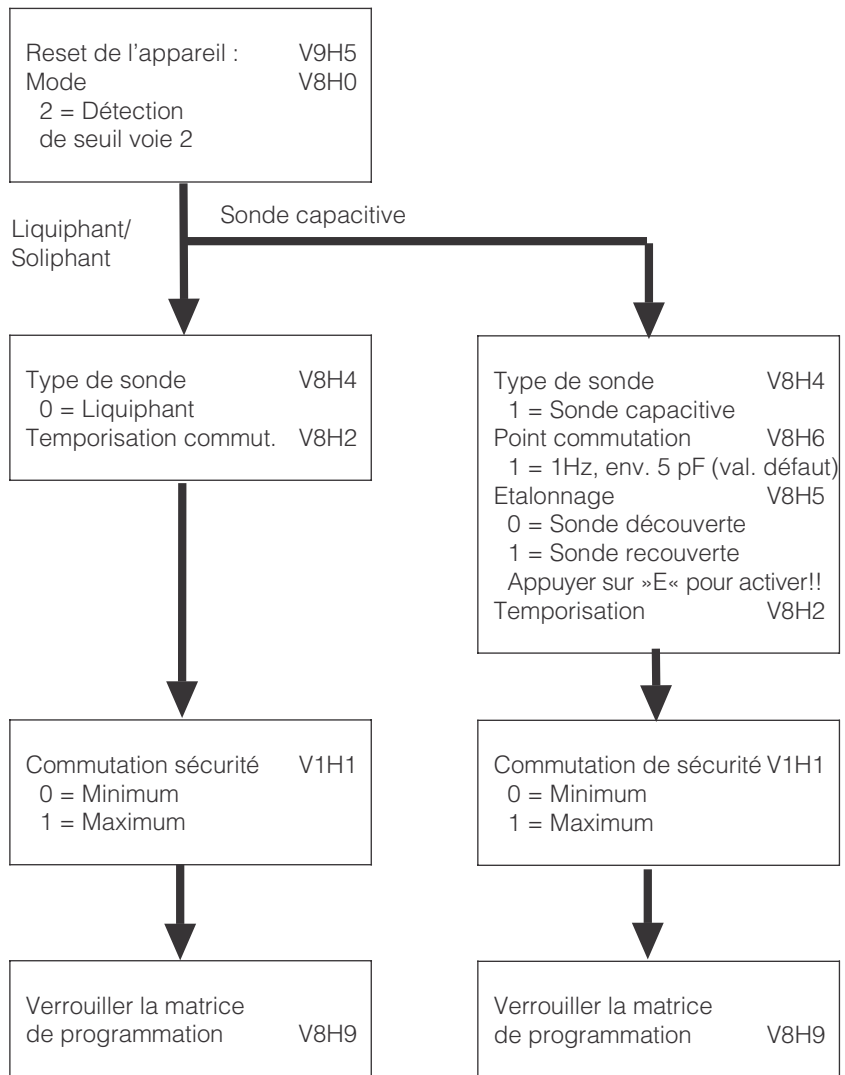 Reset de l'appareil : V9H5
Mode V8H0
2 = Détection
de seuil voie 2
Liquiphant/
Soliphant
Sonde capacitive
Type de sonde V8H4
0 = Liquiphant
Temporisation commut. V8H2
Type de sonde V8H4
1 = Sonde capacitive
Point commutation V8H6
1 = 1Hz, env. 5 pF (val. défaut)
Etalonnage V8H5
0 = Sonde découverte
1 = Sonde recouverte
Appuyer sur »E« pour activer!!
Temporisation V8H2
Commutation sécurité V1H1
0 = Minimum
1 = Maximum
Commutation de sécurité V1H1
0 = Minimum
1 = Maximum
Verrouiller la matrice
de programmation V8H9
Verrouiller la matrice
de programmation V8H9